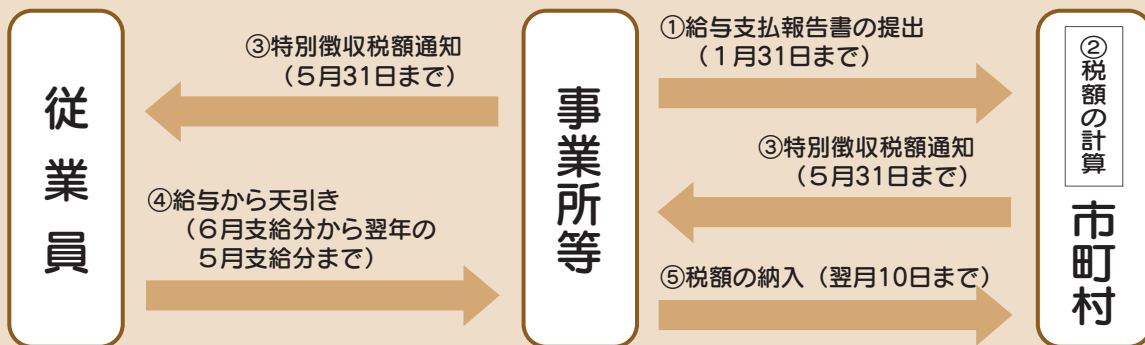 従業員
③特別徴収税額通知
（５月31日まで）
④給与から天引き
（６月支給分から翌年の
５月支給分まで）
事業所等
①給与支払報告書の提出
（１月31日まで）
③特別徴収税額通知
（５月31日まで）
⑤税額の納入（翌月10日まで）
②税額の計算
市町村